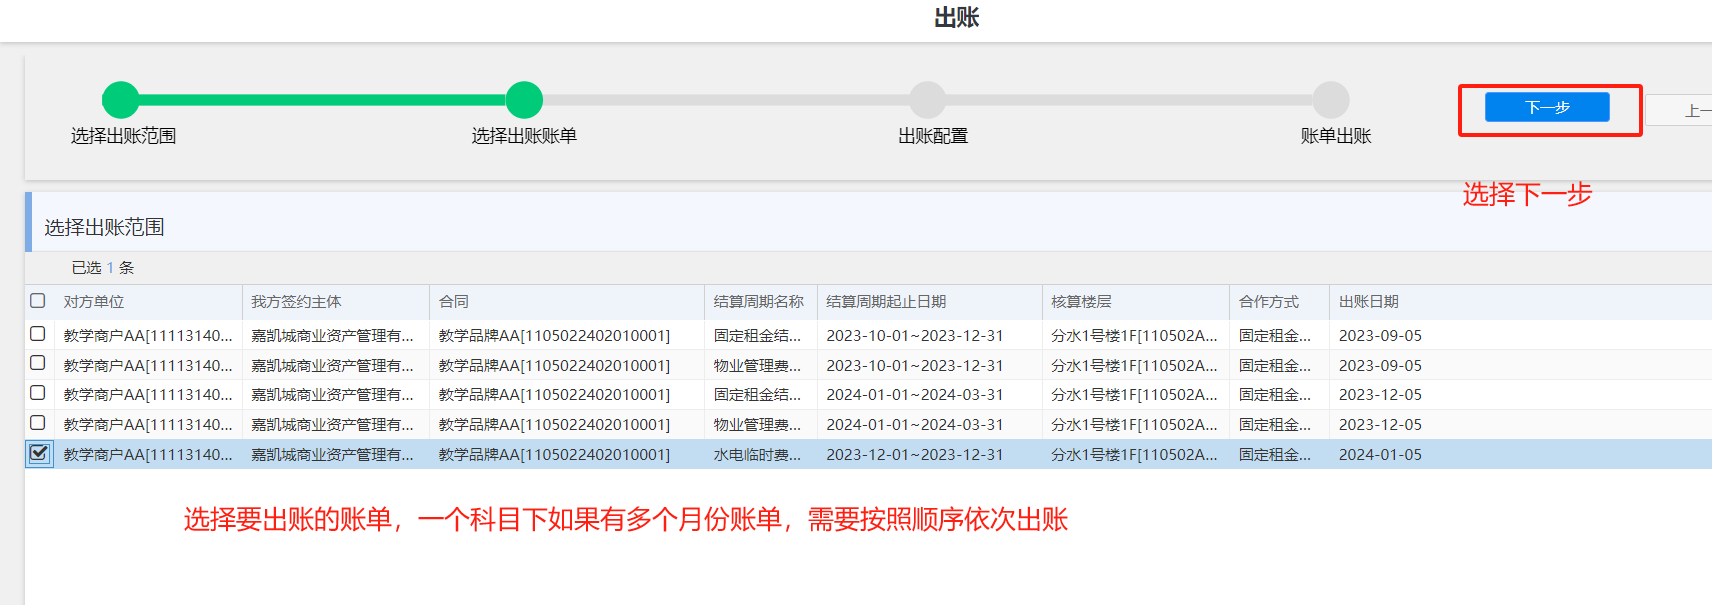 出账
下一步
上一
选择出账范围
选择出账账单
出账配置
账单出账
选择下一步
选择出账范围
已选 1 条
对方单位 我方签约主体 合同 结算周期名称 结算周期起止日期 核算楼层 合作方式 出账日期
教学商户AA[11113140... 嘉凯城商业资产管理有... 教学品牌AA[1105022402010001] 固定租金结... 2023-10-01~2023-12-31 分水1号楼1F[110502A... 固定租金... 2023-09-05
教学商户AA[11113140... 嘉凯城商业资产管理有... 教学品牌AA[1105022402010001] 物业管理费... 2023-10-01~2023-12-31 分水1号楼1F[110502A... 固定租金... 2023-09-05
教学商户AA[11113140... 嘉凯城商业资产管理有... 教学品牌AA[1105022402010001] 固定租金结... 2024-01-01~2024-03-31 分水1号楼1F[110502A... 固定租金... 2023-12-05
教学商户AA[11113140... 嘉凯城商业资产管理有... 教学品牌AA[1105022402010001] 物业管理费... 2024-01-01~2024-03-31 分水1号楼1F[110502A... 固定租金... 2023-12-05
教学商户AA[11113140... 嘉凯城商业资产管理有... 教学品牌AA[1105022402010001] 水电临时费... 2023-12-01~2023-12-31 分水1号楼1F[110502A... 固定租金... 2024-01-05
选择要出账的账单，一个科目下如果有多个月份账单，需要按照顺序依次出账